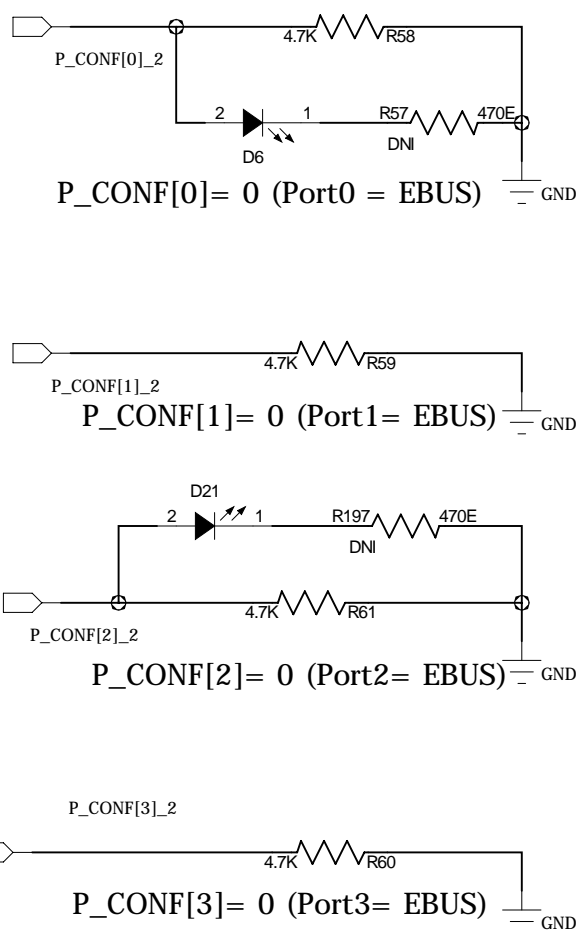 4.7K R58
P_CONF[0]_2
2 1 R57 470E
D6 DNI
P_CONF[0]= 0 (Port0 = EBUS) GND
4.7K R59
P_CONF[1]_2
P_CONF[1]= 0 (Port1= EBUS) GND
D21
2 1 R197 470E
DNI
4.7K R61
P_CONF[2]_2
P_CONF[2]= 0 (Port2= EBUS) GND
P_CONF[3]_2
4.7K R60
P_CONF[3]= 0 (Port3= EBUS) GND